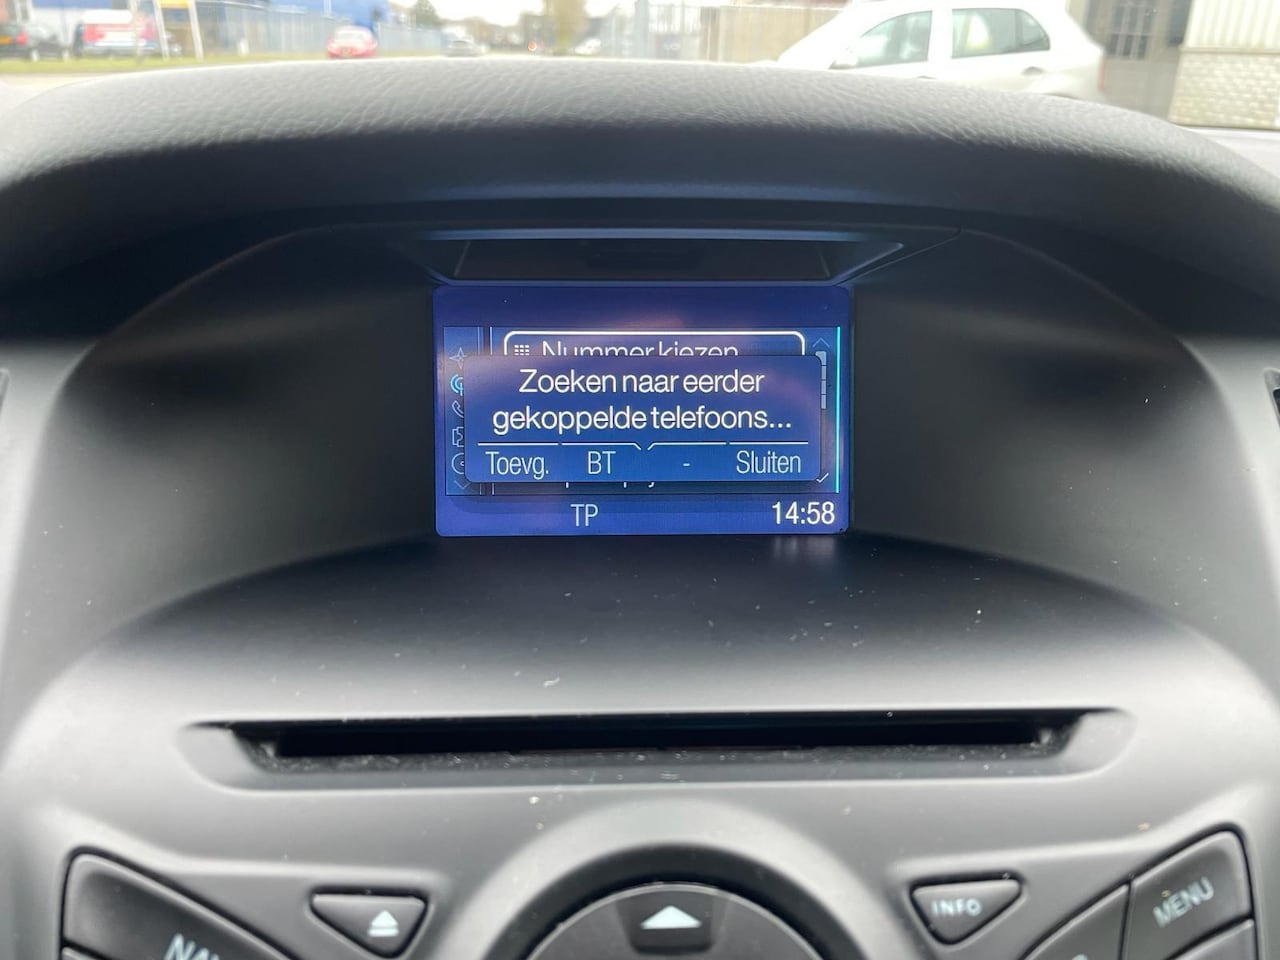 Nummer kiezen
Zoeken naar eerder
gekoppelde telefoons...
Toevg. BT - Sluiten
TP 14:58
INFO
MENU